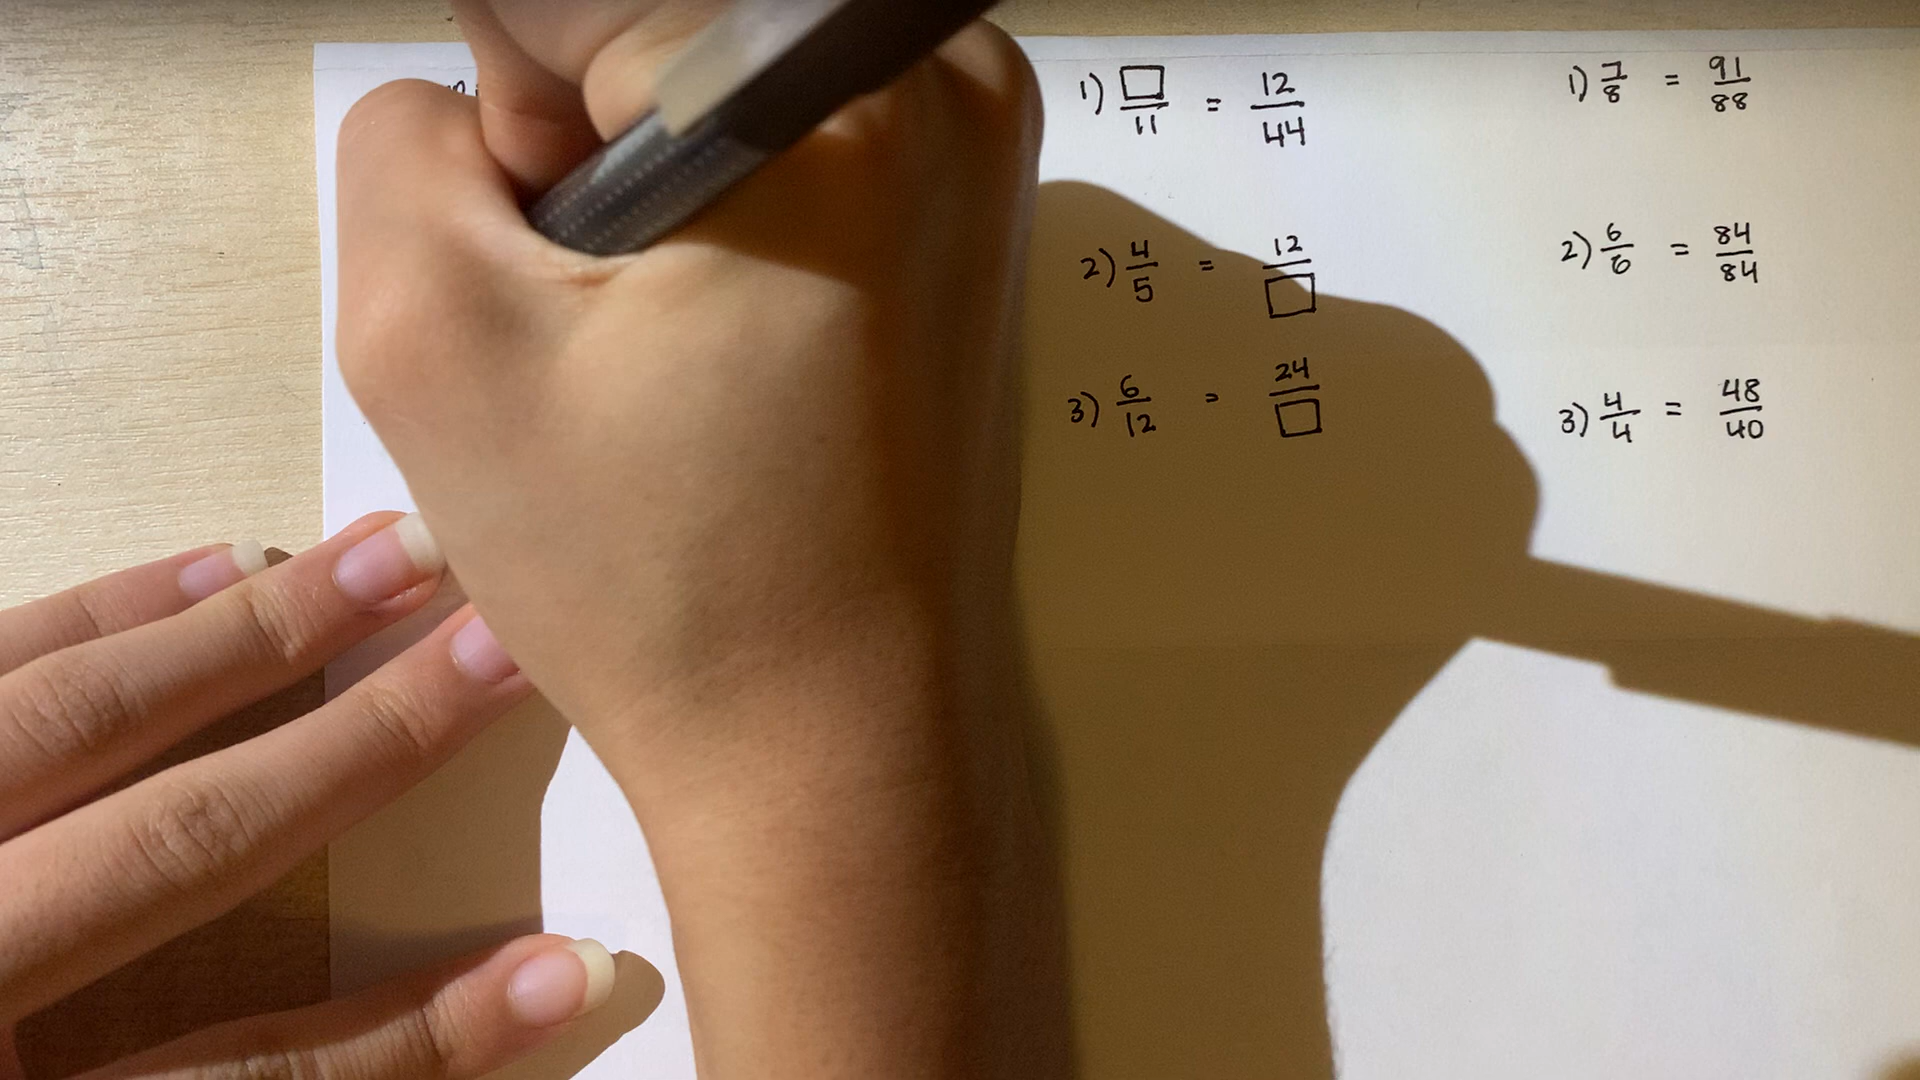 1) □/11 = 12/44
2) 4/5 = 12/□
3) 6/12 = 24/□
1) 7/8 = 91/88
2) 6/6 = 84/84
3) 4/4 = 48/40